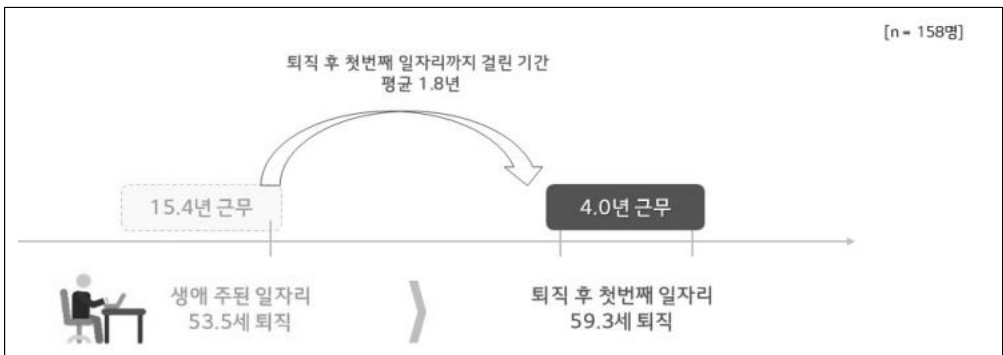 [n = 158명]
퇴직 후 첫번째 일자리까지 걸린 기간
평균 1.8년
15.4년 근무
4.0년 근무
생애 주된 일자리
53.5세 퇴직
퇴직 후 첫번째 일자리
59.3세 퇴직